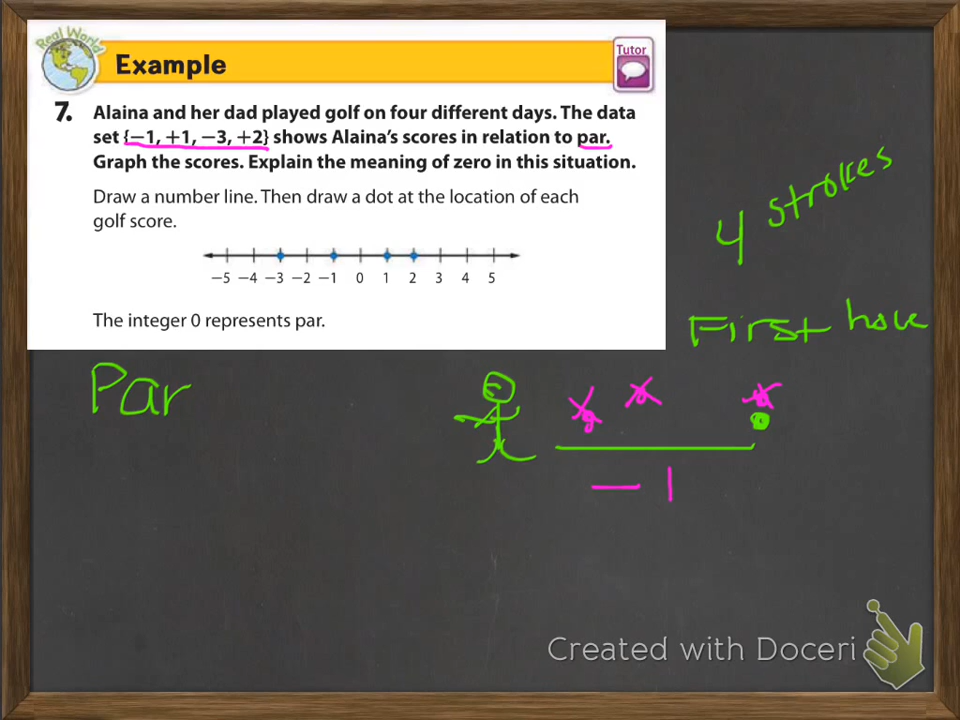 Real World
Example
Tutor
7. Alaina and her dad played golf on four different days. The data
set {−1, +1, −3, +2} shows Alaina’s scores in relation to par.
Graph the scores. Explain the meaning of zero in this situation.
Draw a number line. Then draw a dot at the location of each
golf score.
−5 −4 −3 −2 −1 0 1 2 3 4 5
The integer 0 represents par.
4 strokes
First hole
Par
− 1
Created with Doceri